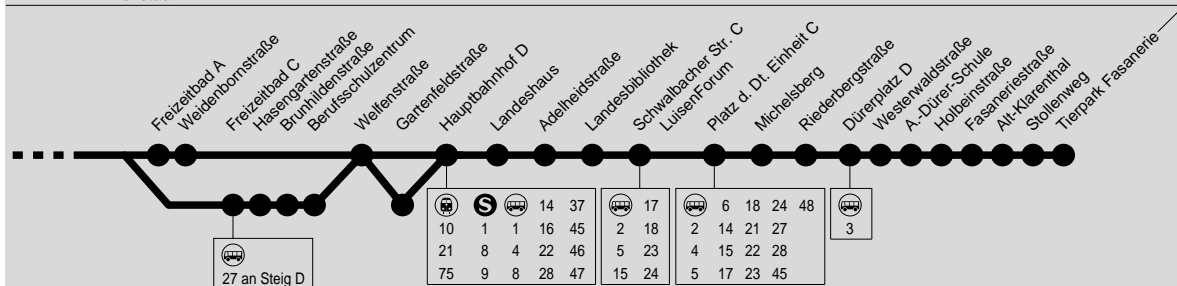 Freizeitbad A
Weidenbornstraße
Freizeitbad C
Hasengartenstraße
Brunhildenstraße
Berufsschulzentrum
Welfenstraße
Gartenfeldstraße
Hauptbahnhof D
Landeshaus
Adelheidstraße
Landesbibliothek
Schwalbacher Str. C
LuisenForum
Platz d. Dt. Einheit C
Michelsberg
Riederbergstraße
Dürerplatz D
Westerwaldstraße
A.-Dürer-Schule
Holbeinstraße
Fasaneriestraße
Alt-Klarenthal
Stollenweg
Tierpark Fasanerie
27 an Steig D
S 14 37
10 1 1 16 45
21 8 4 22 46
75 9 8 28 47
17
2 18
5 23
15 24
6 18 24 48
2 14 21 27
4 15 22 28
5 17 23 45
3